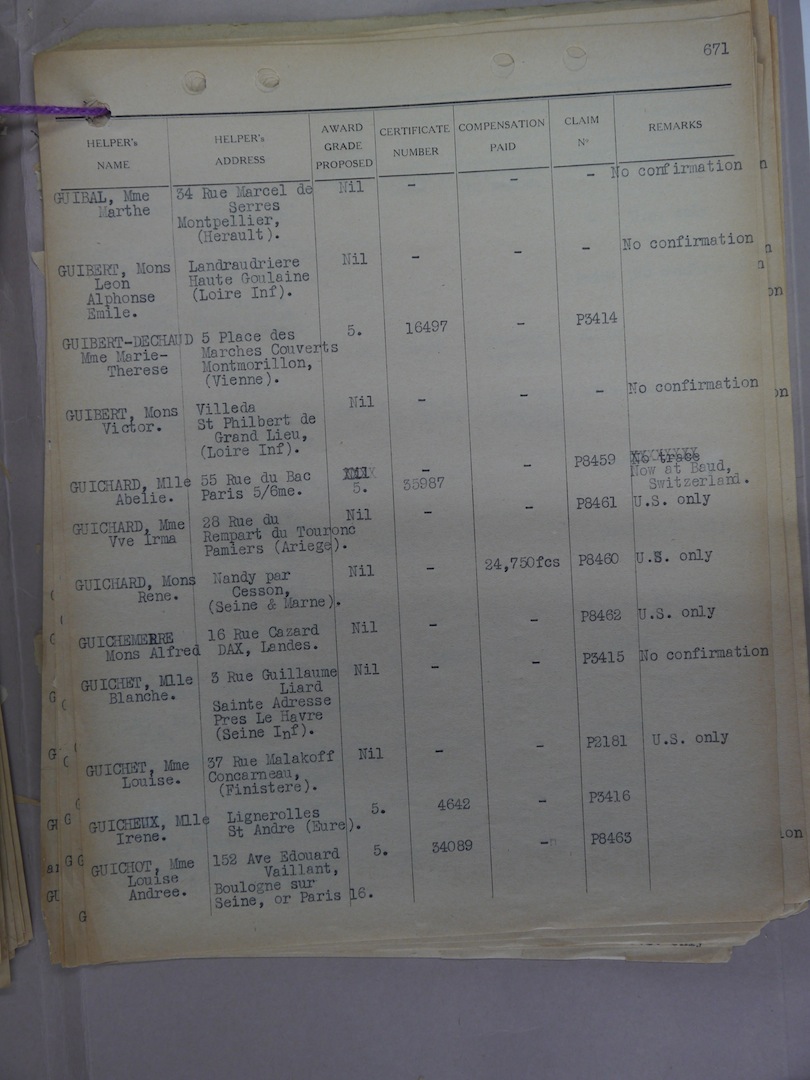 671
HELPER's NAME
HELPER's ADDRESS
AWARD GRADE PROPOSED
CERTIFICATE NUMBER
COMPENSATION PAID
CLAIM N°
REMARKS
GUIBAL, Mme 34 Rue Marcel de Nil - - - No confirmation
Marthe Serres
Montpellier,
(Herault).
GUIBERT, Mons Landraudriere Nil - - - No confirmation
Leon Haute Goulaine
Alphonse (Loire Inf).
Emile.
GUIBERT-DECHAUD 5 Place des 5. 16497 - P3414
Mme Marie- Marches Couverts
Therese Montmorillon,
(Vienne).
GUIBERT, Mons Villeda Nil - - - No confirmation
Victor. St Philbert de
Grand Lieu,
(Loire Inf).
GUICHARD, Mlle 55 Rue du Bac Nil - - P8459 No trace
Abelie. Paris 5/6me. 5. 35987 Now at Baud,
Switzerland.
GUICHARD, Mme 28 Rue du Nil - - P8461 U.S. only
Vve Irma Rempart du Touronc
Pamiers (Ariege).
GUICHARD, Mons Nandy par Nil - 24,750fcs P8460 U.S. only
Rene. Cesson,
(Seine & Marne).
GUICHEMERRE 16 Rue Cazard Nil - - P8462 U.S. only
Mons Alfred DAX, Landes.
GUICHET, Mlle 3 Rue Guillaume Nil - - P3415 No confirmation
Blanche. Liard
Sainte Adresse
Pres Le Havre
(Seine Inf).
GUICHET, Mme 37 Rue Malakoff Nil - - P2181 U.S. only
Louise. Concarneau,
(Finistere).
GUICHEUX, Mlle Lignerolles 5. 4642 - P3416
Irene. St Andre (Eure).
GUICHOT, Mme 152 Ave Edouard 5. 34089 - P8463
Louise Vaillant,
Andree. Boulogne sur
Seine, or Paris 16.